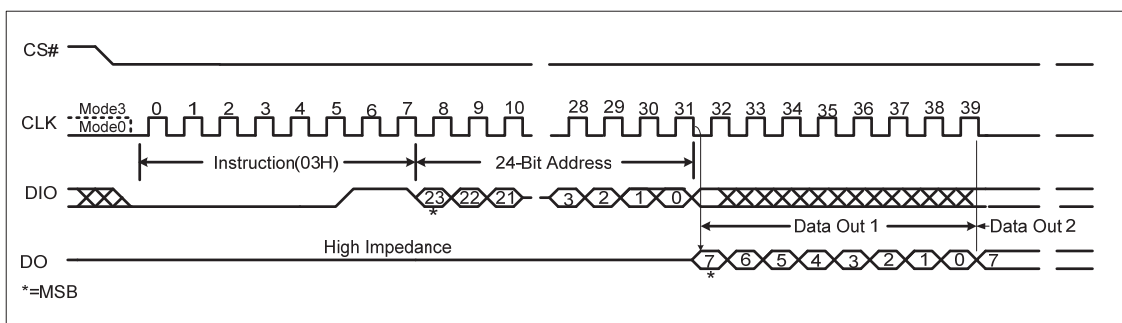 CS#
Mode3 0 1 2 3 4 5 6 7 8 9 10 28 29 30 31 32 33 34 35 36 37 38 39
CLK Mode0
Instruction(03H) 24-Bit Address
DIO 23 22 21 3 2 1 0
*
Data Out 1 Data Out 2
High Impedance
DO 7 6 5 4 3 2 1 0 7
*
*=MSB